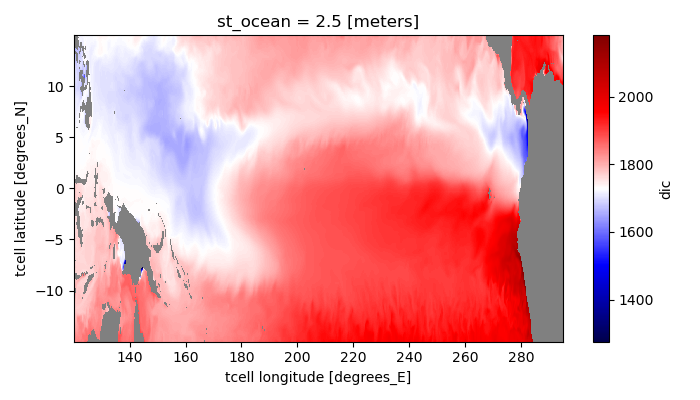 st_ocean = 2.5 [meters]
10
5
0
−5
−10
tcell latitude [degrees_N]
140 160 180 200 220 240 260 280
tcell longitude [degrees_E]
2000
1800
1600
1400
dic